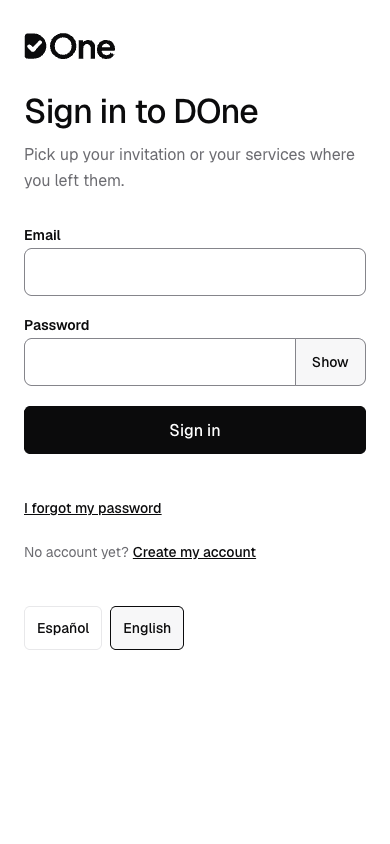 DOne
Sign in to DOne
Pick up your invitation or your services where
you left them.
Email
Password
Show
Sign in
I forgot my password
No account yet? Create my account
Español
English